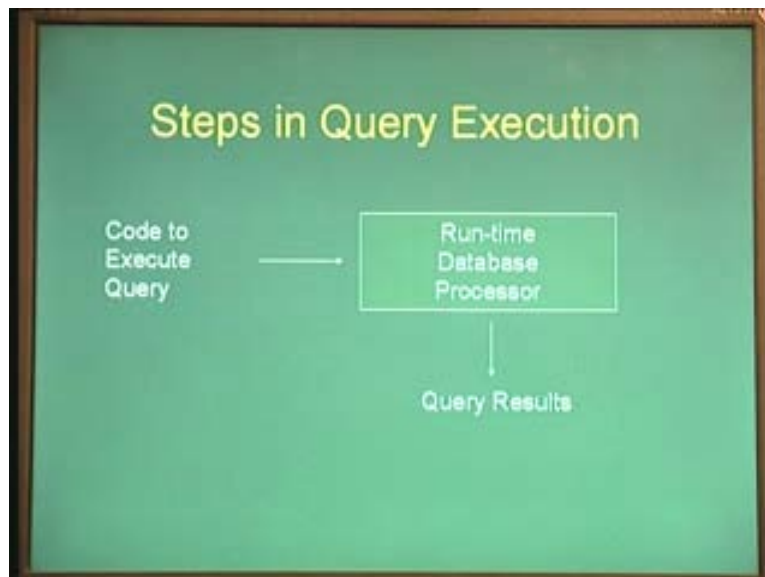 Steps in Query Execution
Code to
Execute
Query
Run-time
Database
Processor
Query Results